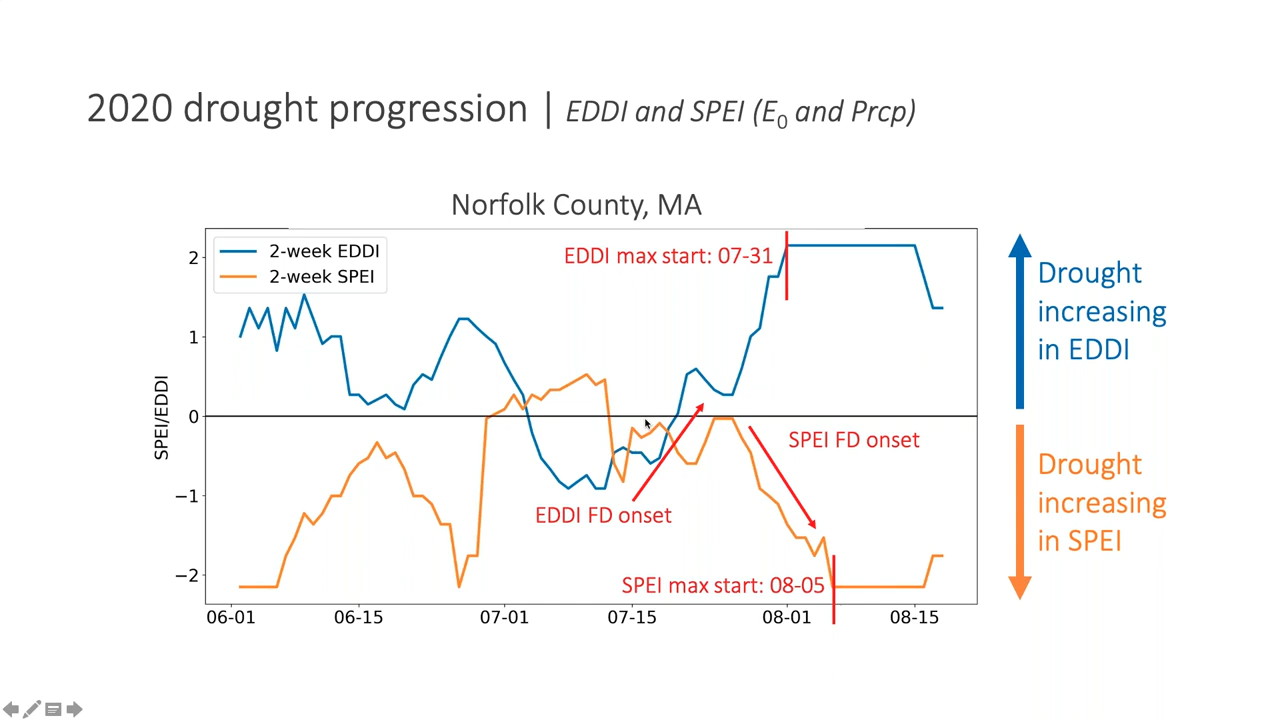 2020 drought progression | EDDI and SPEI (E₀ and Prcp)
Norfolk County, MA
2-week EDDI
2-week SPEI
EDDI max start: 07-31
SPEI FD onset
EDDI FD onset
SPEI max start: 08-05
SPEI/EDDI
2
1
0
−1
−2
06-01 06-15 07-01 07-15 08-01 08-15
Drought
increasing
in EDDI
Drought
increasing
in SPEI